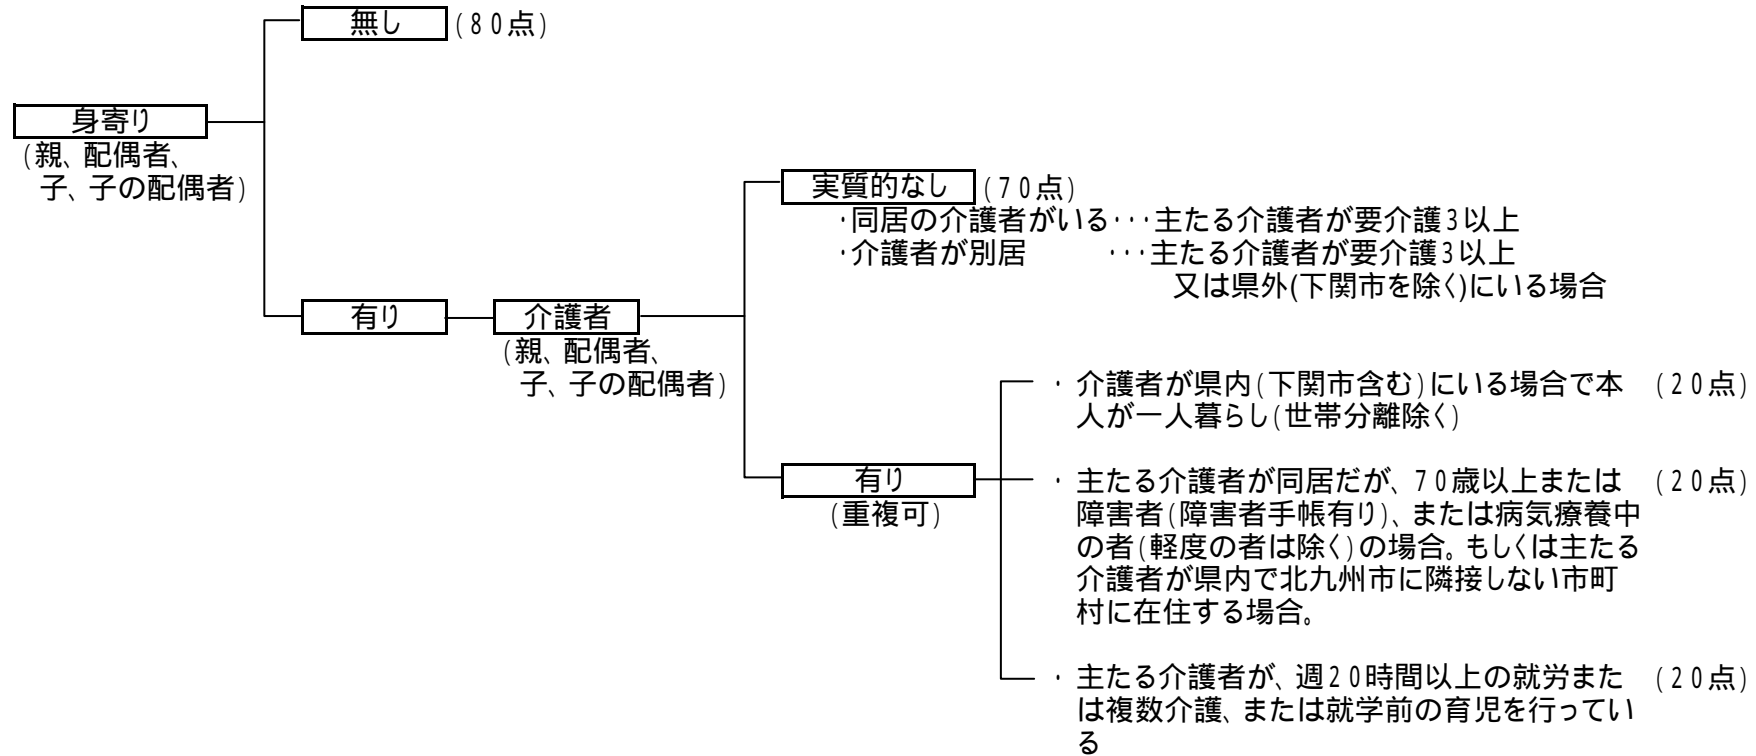 無し (80点)
身寄り
(親、配偶者、
子、子の配偶者)
実質的なし (70点)
・同居の介護者がいる・・・主たる介護者が要介護3以上
・介護者が別居 ・・・主たる介護者が要介護3以上
又は県外(下関市を除く)にいる場合
有り
介護者
(親、配偶者、
子、子の配偶者)
・ 介護者が県内(下関市含む)にいる場合で本 (20点)
人が一人暮らし(世帯分離除く)
有り
(重複可)
・ 主たる介護者が同居だが、70歳以上または (20点)
障害者(障害者手帳有り)、または病気療養中
の者(軽度の者は除く)の場合。もしくは主たる
介護者が県内で北九州市に隣接しない市町
村に在住する場合。
・ 主たる介護者が、週20時間以上の就労また (20点)
は複数介護、または就学前の育児を行ってい
る